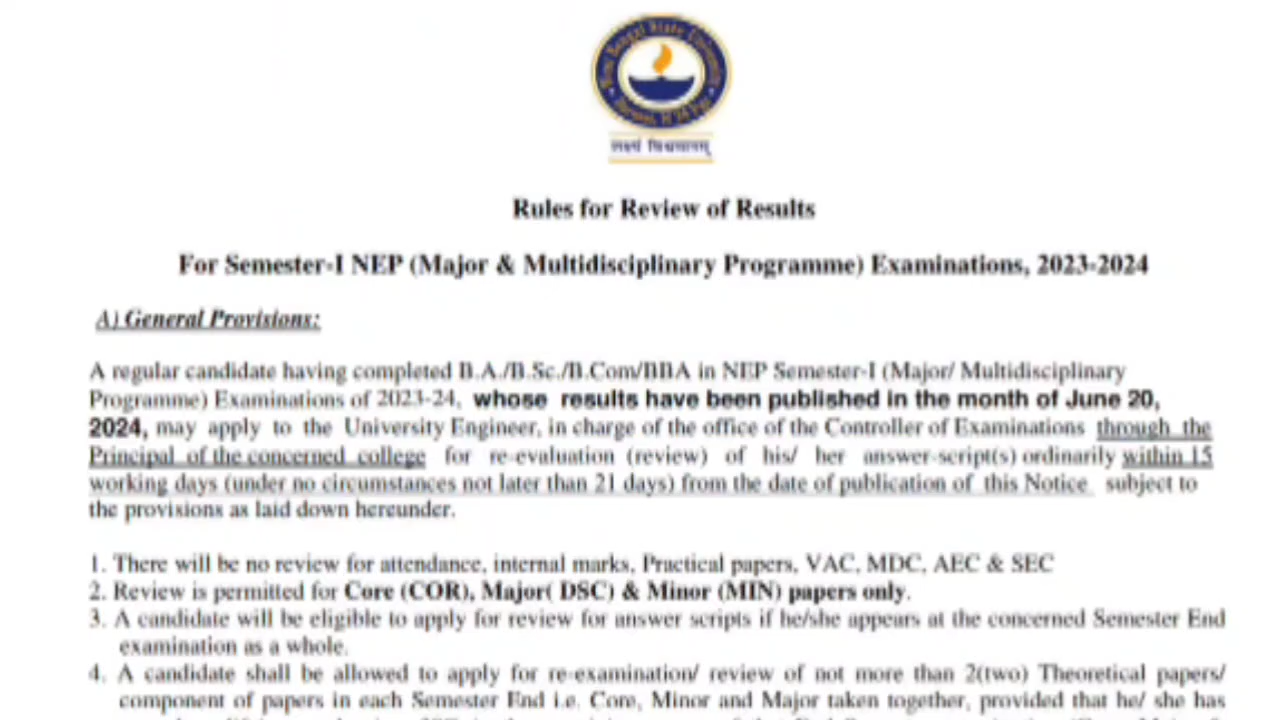 West Bengal State University
Rules for Review of Results
For Semester-I NEP (Major & Multidisciplinary Programme) Examinations, 2023-2024
A) General Provisions:
A regular candidate having completed B.A./B.Sc./B.Com/BBA in NEP Semester-I (Major/ Multidisciplinary
Programme) Examinations of 2023-24, whose results have been published in the month of June 20,
2024, may apply to the University Engineer, in charge of the office of the Controller of Examinations through the
Principal of the concerned college for re-evaluation (review) of his/ her answer-script(s) ordinarily within 15
working days (under no circumstances not later than 21 days) from the date of publication of this Notice subject to
the provisions as laid down hereunder.
1. There will be no review for attendance, internal marks, Practical papers, VAC, MDC, AEC & SEC
2. Review is permitted for Core (COR), Major( DSC) & Minor (MIN) papers only.
3. A candidate will be eligible to apply for review for answer scripts if he/she appears at the concerned Semester End
examination as a whole.
4. A candidate shall be allowed to apply for re-examination/ review of not more than 2(two) Theoretical papers/
component of papers in each Semester End i.e. Core, Minor and Major taken together, provided that he/ she has